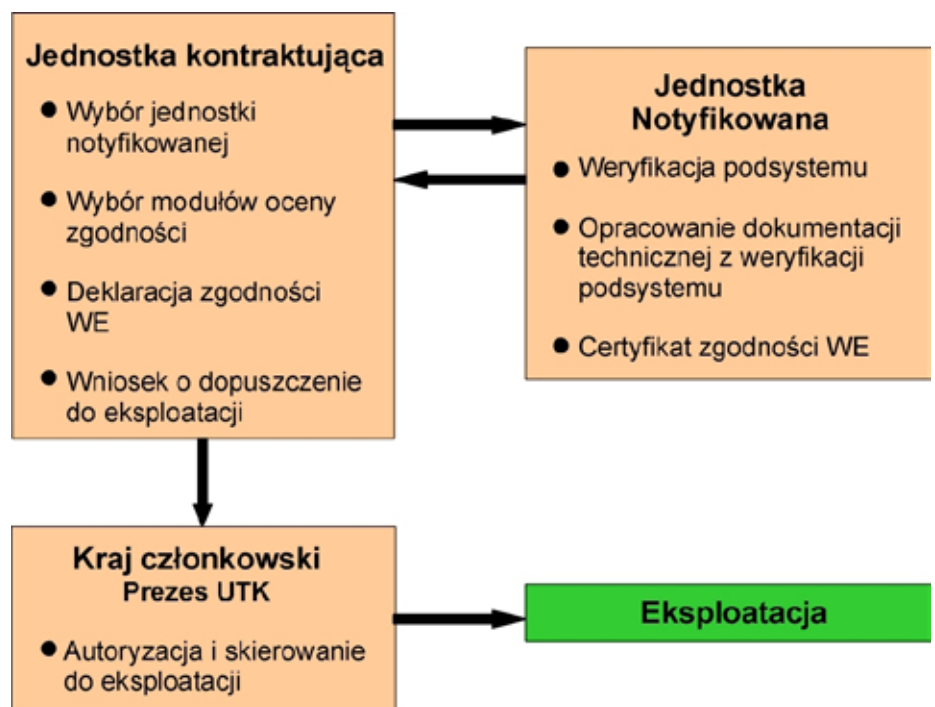 Jednostka kontraktująca
● Wybór jednostki
notyfikowanej
● Wybór modułów oceny
zgodności
● Deklaracja zgodności
WE
● Wniosek o dopuszczenie
do eksploatacji
Jednostka
Notyfikowana
● Weryfikacja podsystemu
● Opracowanie dokumentacji
technicznej z weryfikacji
podsystemu
● Certyfikat zgodności WE
Kraj członkowski
Prezes UTK
● Autoryzacja i skierowanie
do eksploatacji
Eksploatacja